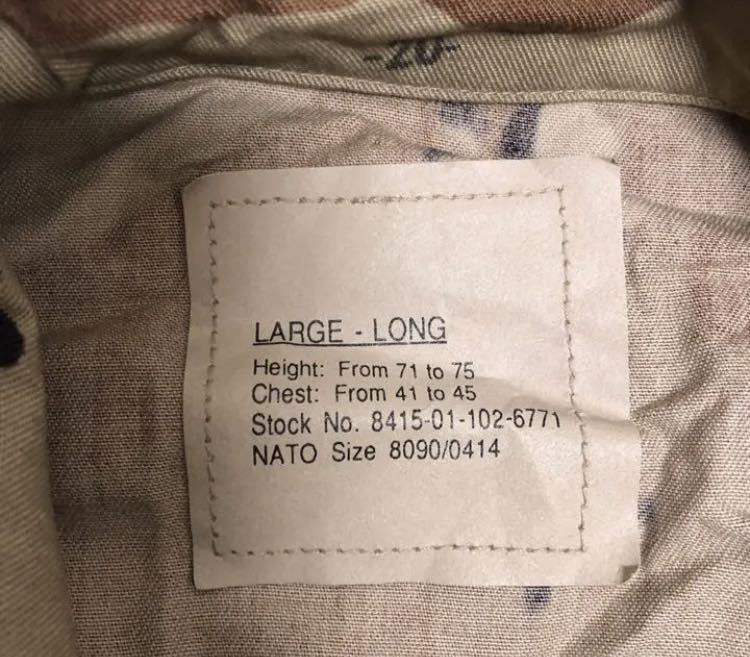 -20-
LARGE - LONG
Height: From 71 to 75
Chest: From 41 to 45
Stock No. 8415-01-102-6771
NATO Size 8090/0414